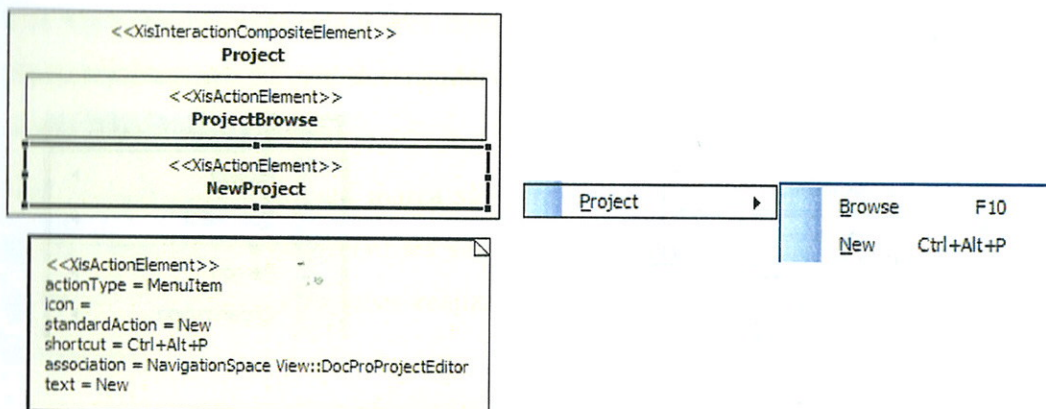 <<XisInteractionCompositeElement>>
Project
<<XisActionElement>>
ProjectBrowse
<<XisActionElement>>
NewProject
<<XisActionElement>>
actionType = MenuItem
icon =
standardAction = New
shortcut = Ctrl+Alt+P
association = NavigationSpace View::DocProProjectEditor
text = New
Project
Browse F10
New Ctrl+Alt+P